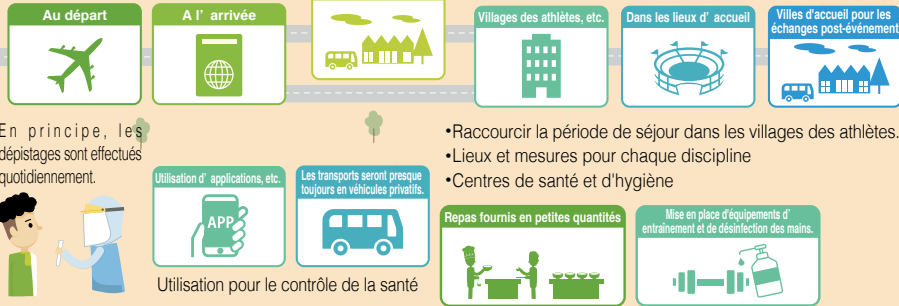 Au départ
A l' arrivée
Villages des athlètes, etc.
Dans les lieux d' accueil
Villes d'accueil pour les
échanges post-événement
En principe, les
dépistages sont effectués
quotidiennement.
•Raccourcir la période de séjour dans les villages des athlètes.
•Lieux et mesures pour chaque discipline
•Centres de santé et d'hygiène
Utilisation d' applications, etc.
APP
Les transports seront presque
toujours en véhicules privatifs.
Utilisation pour le contrôle de la santé
Repas fournis en petites quantités
Mise en place d'équipements d'
entraînement et de désinfection des mains.